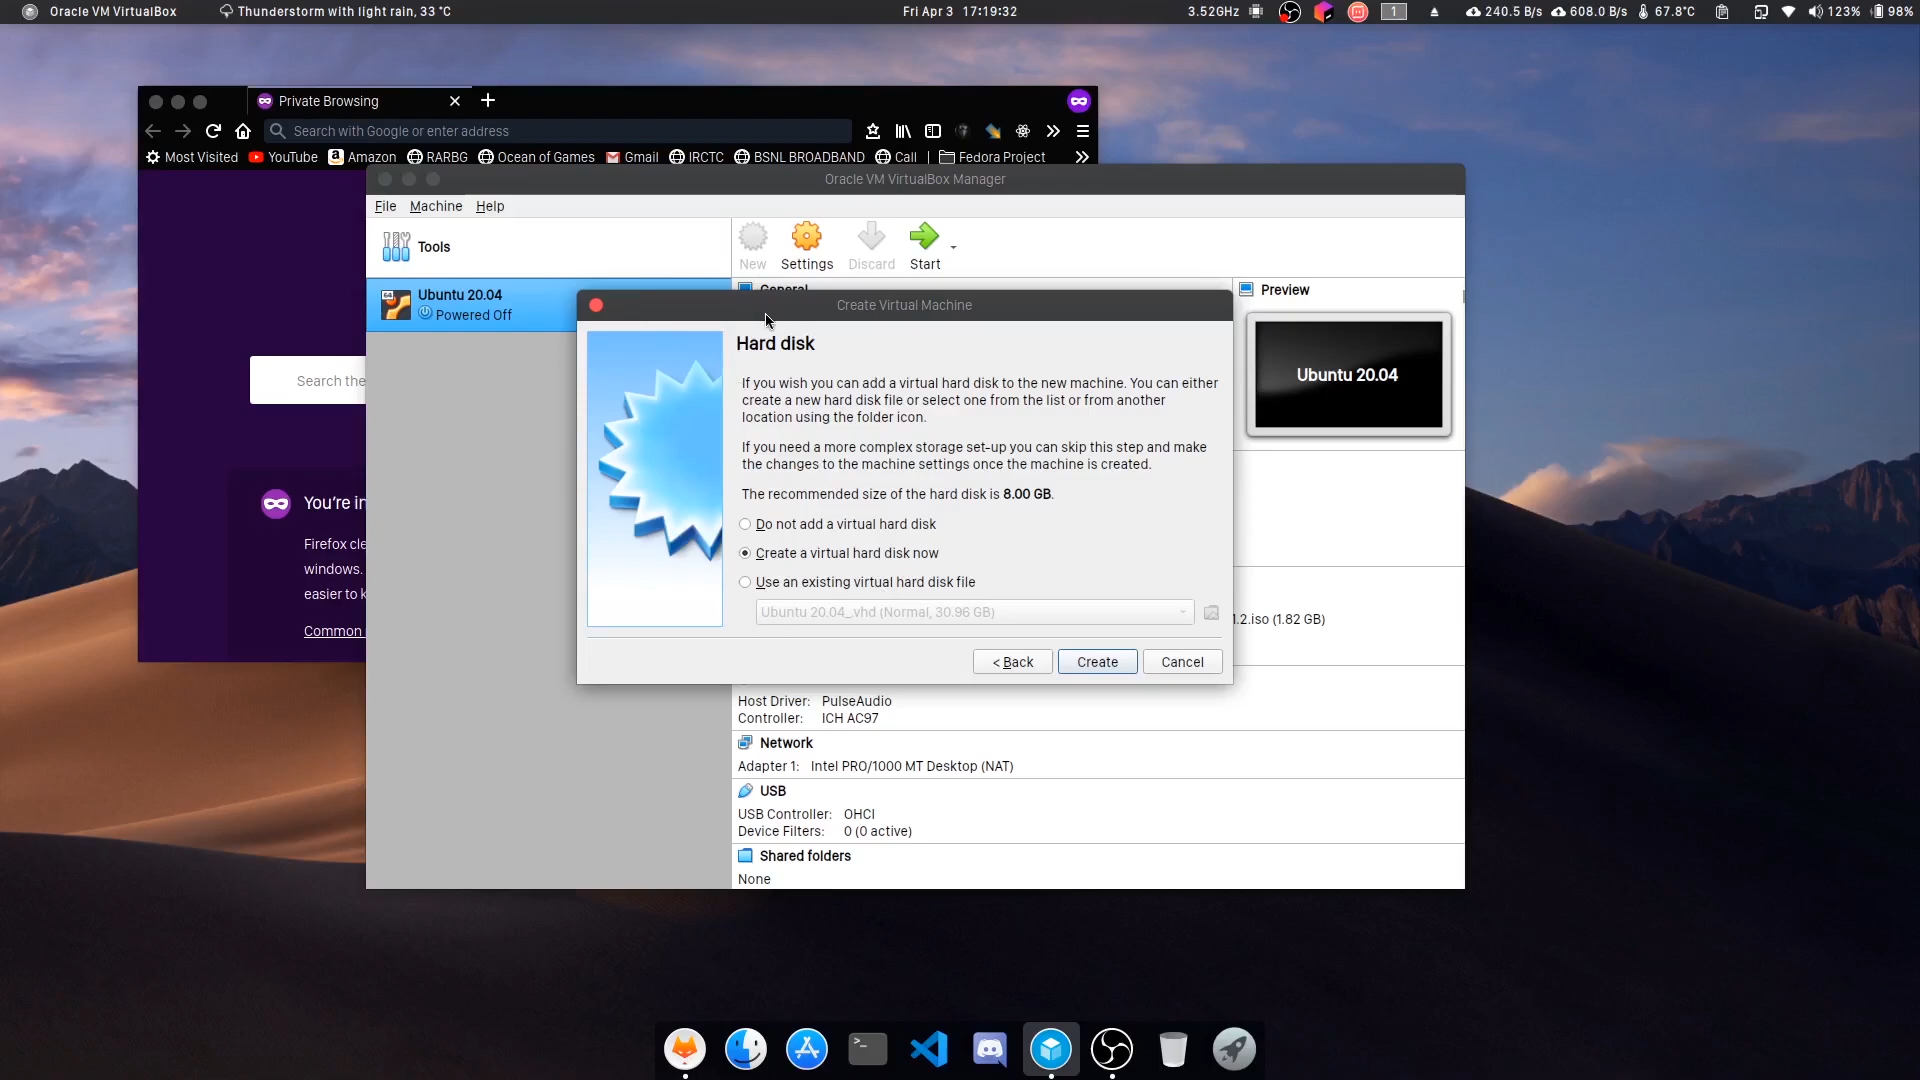 Oracle VM VirtualBox
Thunderstorm with light rain, 33 °C
Fri Apr 3 17:19:32
3.52GHz
1
240.5 B/s
608.0 B/s
67.8°C
123%
98%
Private Browsing
Search with Google or enter address
Most Visited
YouTube
Amazon
RARBG
Ocean of Games
Gmail
IRCTC
BSNL BROADBAND
Call
Fedora Project
Search the
You're in
Firefox cle
windows.
easier to k
Common
Oracle VM VirtualBox Manager
File Machine Help
Tools
New
Settings
Discard
Start
Ubuntu 20.04
Powered Off
General
Preview
Ubuntu 20.04
Create Virtual Machine
Hard disk
If you wish you can add a virtual hard disk to the new machine. You can either
create a new hard disk file or select one from the list or from another
location using the folder icon.
If you need a more complex storage set-up you can skip this step and make
the changes to the machine settings once the machine is created.
The recommended size of the hard disk is 8.00 GB.
Do not add a virtual hard disk
Create a virtual hard disk now
Use an existing virtual hard disk file
Ubuntu 20.04_.vhd (Normal, 30.96 GB)
< Back
Create
Cancel
1.2.iso (1.82 GB)
Host Driver: PulseAudio
Controller: ICH AC97
Network
Adapter 1: Intel PRO/1000 MT Desktop (NAT)
USB
USB Controller: OHCI
Device Filters: 0 (0 active)
Shared folders
None